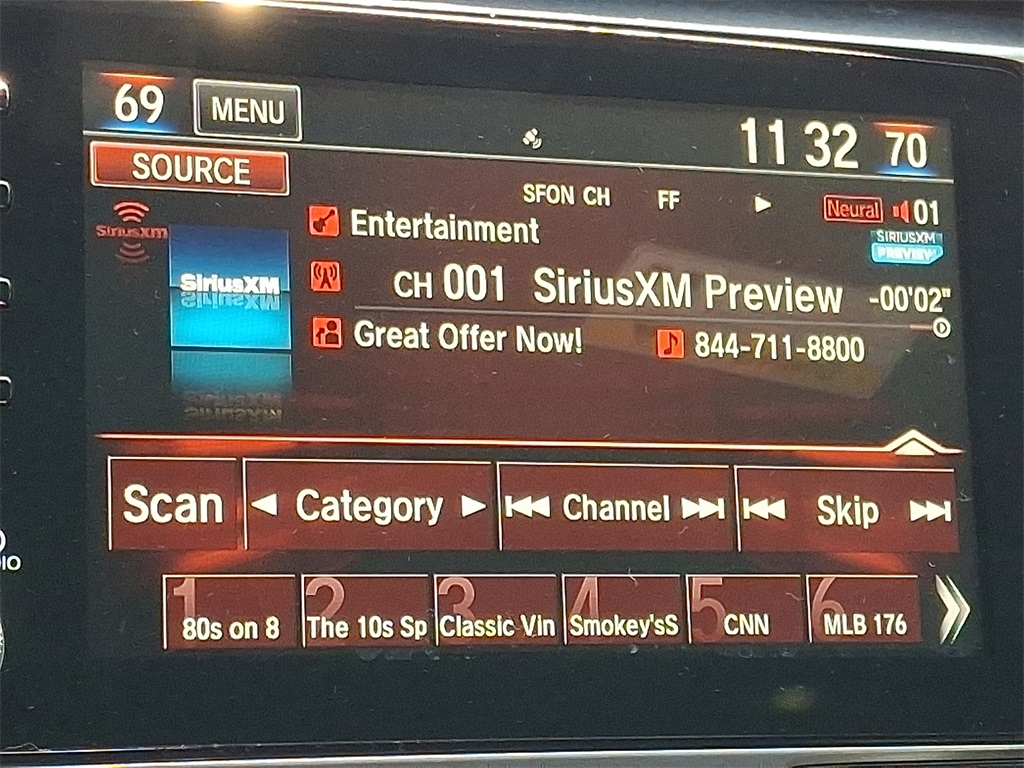 69 MENU 11 32 70
SOURCE
SFON CH FF Neural 01
SiriusXm
Entertainment
SIRIUSXM
PREVIEW
SiriusXM
CH 001 SiriusXM Preview -00'02"
Great Offer Now! 844-711-8800
Scan Category Channel Skip
1 80s on 8
2 The 10s Sp
3 Classic Vin
4 Smokey'sS
5 CNN
6 MLB 176